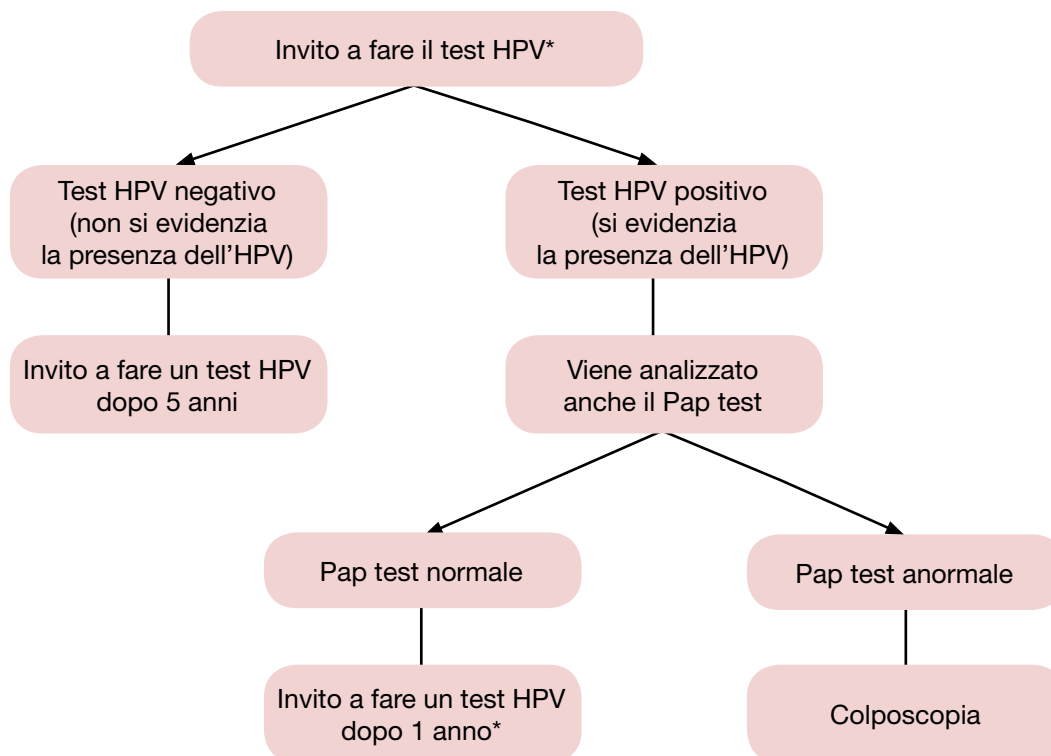 Invito a fare il test HPV*
Test HPV negativo
(non si evidenzia
la presenza dell’HPV)
Test HPV positivo
(si evidenzia
la presenza dell’HPV)
Invito a fare un test HPV
dopo 5 anni
Viene analizzato
anche il Pap test
Pap test normale
Pap test anormale
Invito a fare un test HPV
dopo 1 anno*
Colposcopia